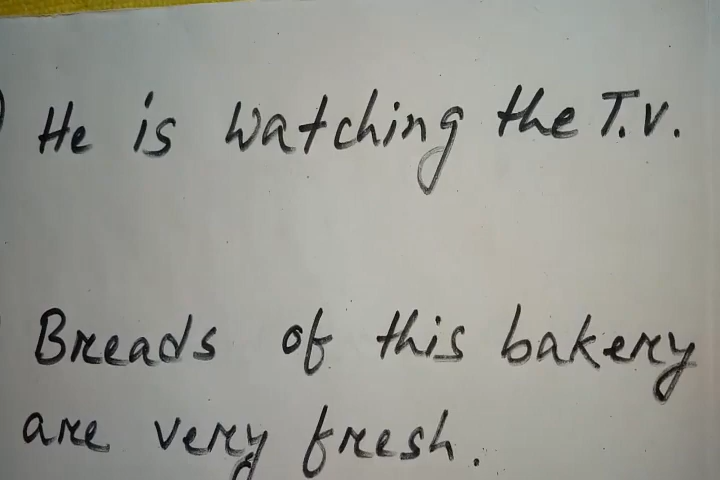 He is watching the T.V.
Breads of this bakery
are very fresh.